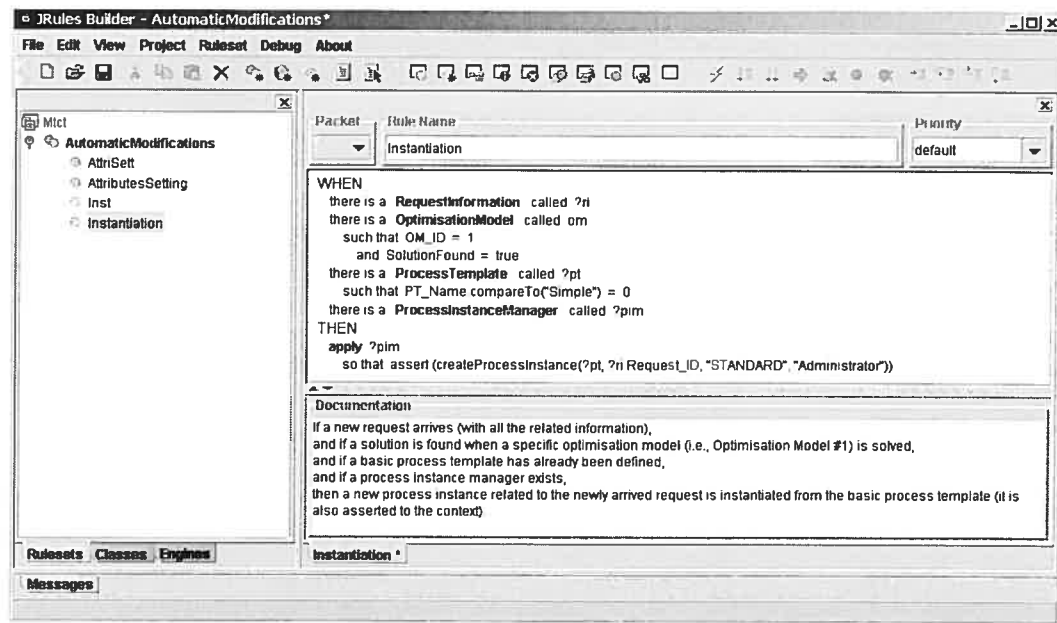 JRules Builder - AutomaticModifications*
File Edit View Project Ruleset Debug About
Mtct
AutomaticModifications
AttriSett
AttributesSetting
Inst
Instantiation
Packet Rule Name Priority
Instantiation default
WHEN
there is a RequestInformation called ?ri
there is a OptimisationModel called om
such that OM_ID = 1
and SolutionFound = true
there is a ProcessTemplate called ?pt
such that PT_Name compareTo("Simple") = 0
there is a ProcessInstanceManager called ?pim
THEN
apply ?pim
so that assert (createProcessInstance(?pt, ?ri Request_ID, "STANDARD", "Administrator"))
Documentation
If a new request arrives (with all the related information),
and if a solution is found when a specific optimisation model (i.e., Optimisation Model #1) is solved,
and if a basic process template has already been defined,
and if a process instance manager exists,
then a new process instance related to the newly arrived request is instantiated from the basic process template (it is
also asserted to the context)
Rulesets Classes Engines
Instantiation *
Messages